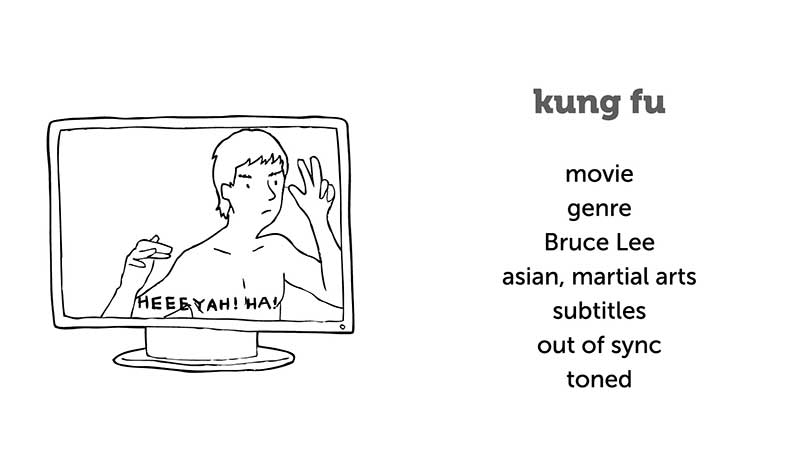 HEEEYAH! HA!
kung fu
movie
genre
Bruce Lee
asian, martial arts
subtitles
out of sync
toned